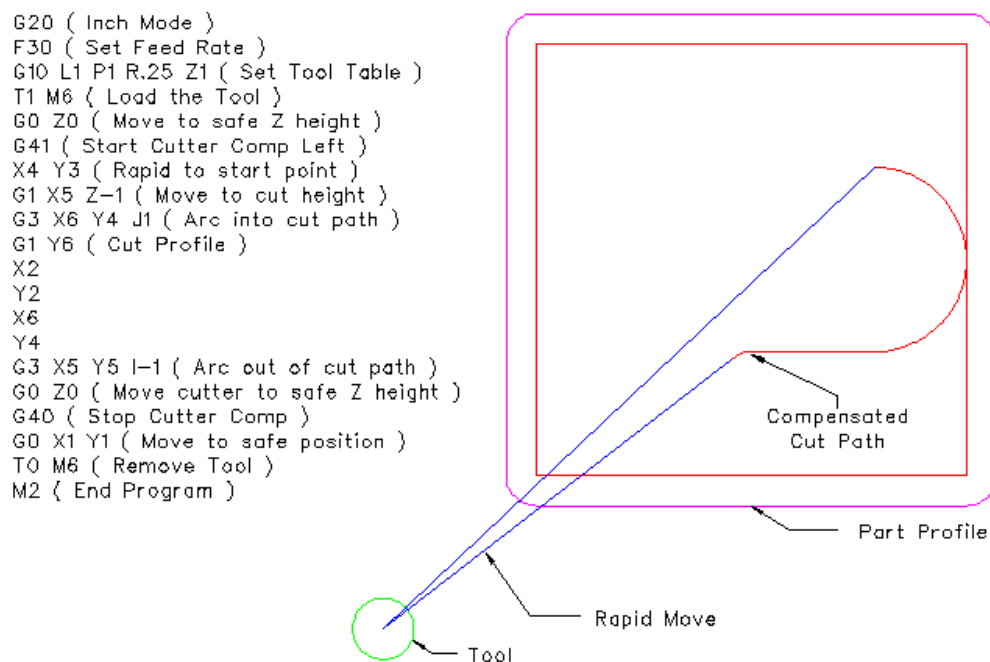 G20 ( Inch Mode )
F30 ( Set Feed Rate )
G10 L1 P1 R.25 Z1 ( Set Tool Table )
T1 M6 ( Load the Tool )
G0 Z0 ( Move to safe Z height )
G41 ( Start Cutter Comp Left )
X4 Y3 ( Rapid to start point )
G1 X5 Z-1 ( Move to cut height )
G3 X6 Y4 J1 ( Arc into cut path )
G1 Y6 ( Cut Profile )
X2
Y2
X6
Y4
G3 X5 Y5 I-1 ( Arc out of cut path )
G0 Z0 ( Move cutter to safe Z height )
G40 ( Stop Cutter Comp )
G0 X1 Y1 ( Move to safe position )
T0 M6 ( Remove Tool )
M2 ( End Program )
Compensated
Cut Path
Part Profile
Rapid Move
Tool